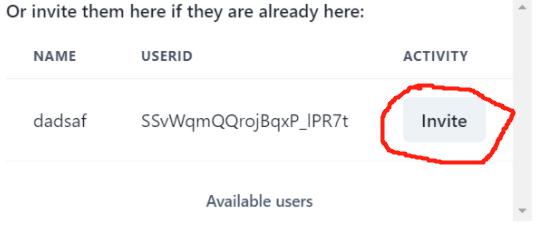 Or invite them here if they are already here:
NAME USERID ACTIVITY
dadsaf SSvWqmQQrojBqxP_lPR7t Invite
Available users